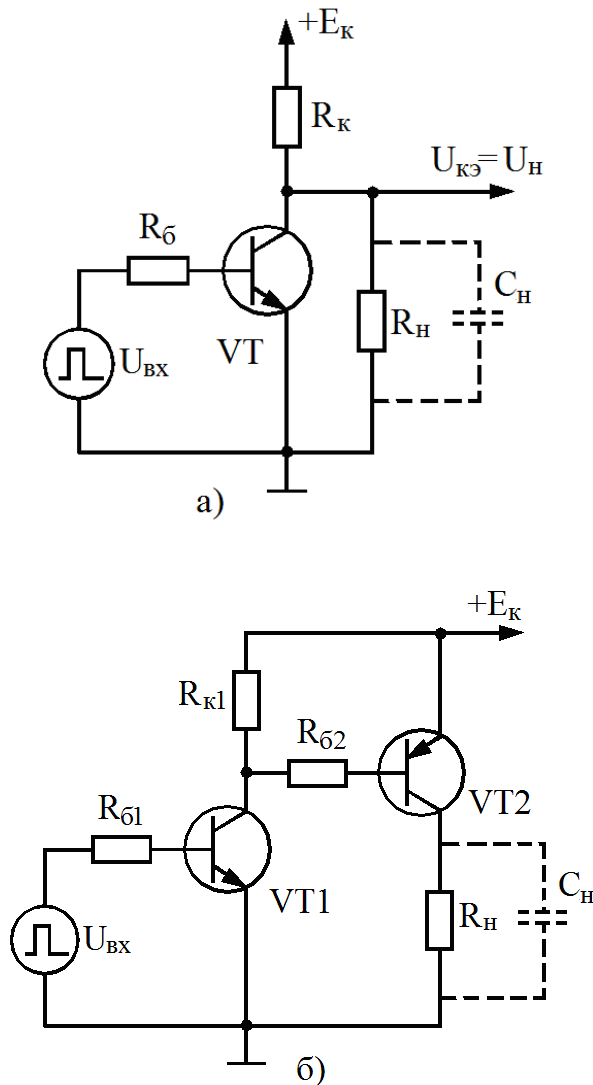 +Eк
Rк
Uкэ= Uн
Rб
Cн
Rн
VT
Uвх
а)
+Eк
Rк1
Rб2
Rб1
VT2
VT1
Cн
Rн
Uвх
б)